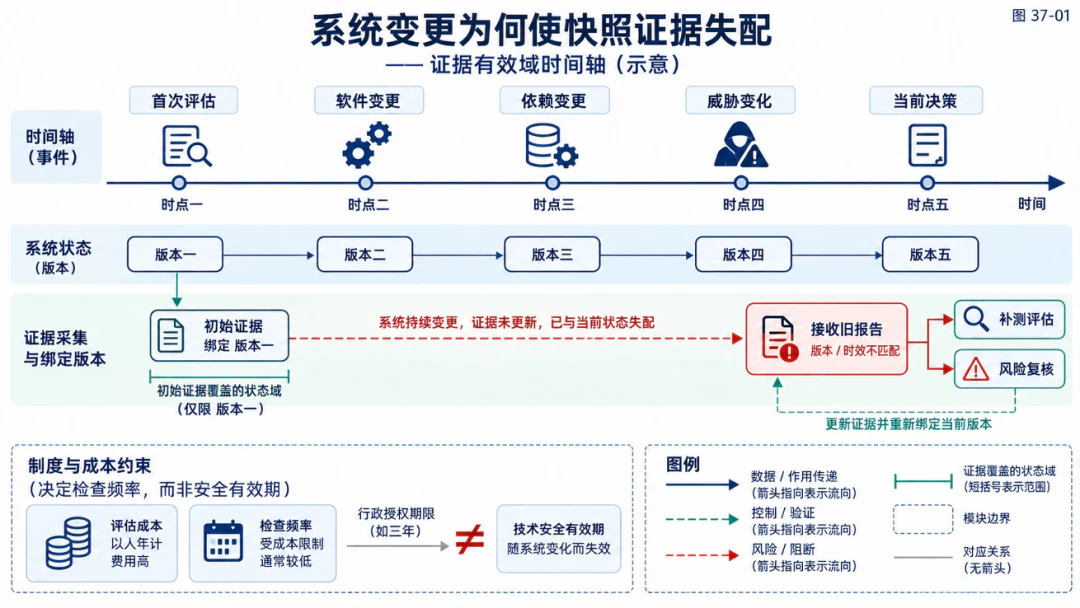 图 37-01
系统变更为何使快照证据失配
—— 证据有效域时间轴（示意）
首次评估
软件变更
依赖变更
威胁变化
当前决策
时间轴
（事件）
时点一
时点二
时点三
时点四
时点五
时间
系统状态
（版本）
版本一
版本二
版本三
版本四
版本五
证据采集
与绑定版本
初始证据
绑定 版本一
系统持续变更，证据未更新，已与当前状态失配
接收旧报告
版本 / 时效不匹配
补测评估
风险复核
初始证据覆盖的状态域
（仅限 版本一）
更新证据并重新绑定当前版本
制度与成本约束
（决定检查频率，而非安全有效期）
评估成本
以人年计
费用高
检查频率
受成本限制
通常较低
行政授权期限
（如三年）
≠
技术安全有效期
随系统变化而失效
图例
数据 / 作用传递
（箭头指向表示流向）
控制 / 验证
（箭头指向表示流向）
风险 / 阻断
（箭头指向表示流向）
证据覆盖的状态域
（短括号表示范围）
模块边界
对应关系
（无箭头）